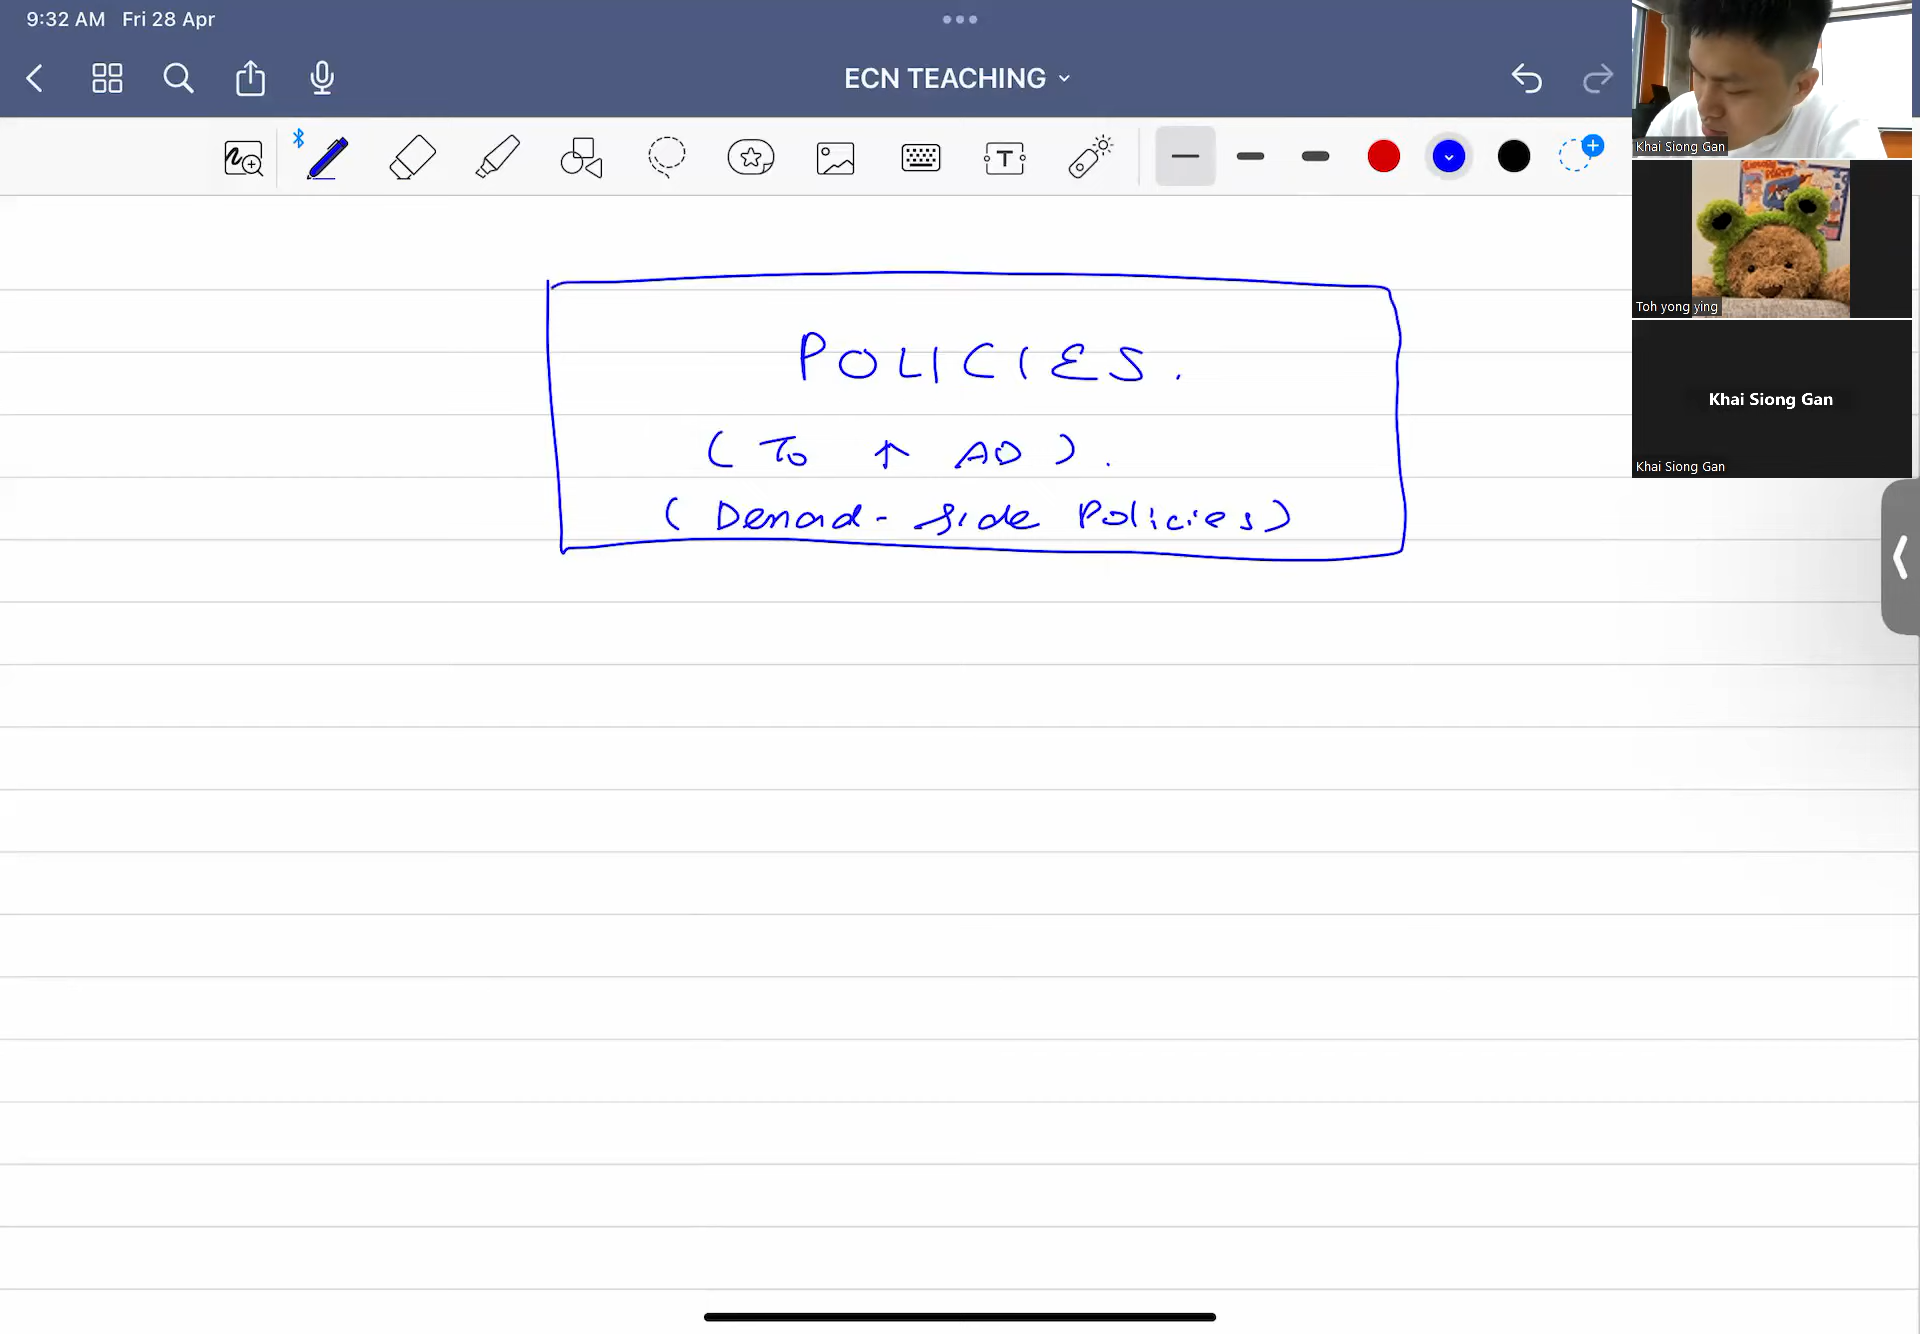 9:32 AM Fri 28 Apr
ECN TEACHING
T
Khai Siong Gan
Toh yong ying
Khai Siong Gan
Khai Siong Gan
POLICIES.
(To ↑ AD).
(Demand-side Policies)